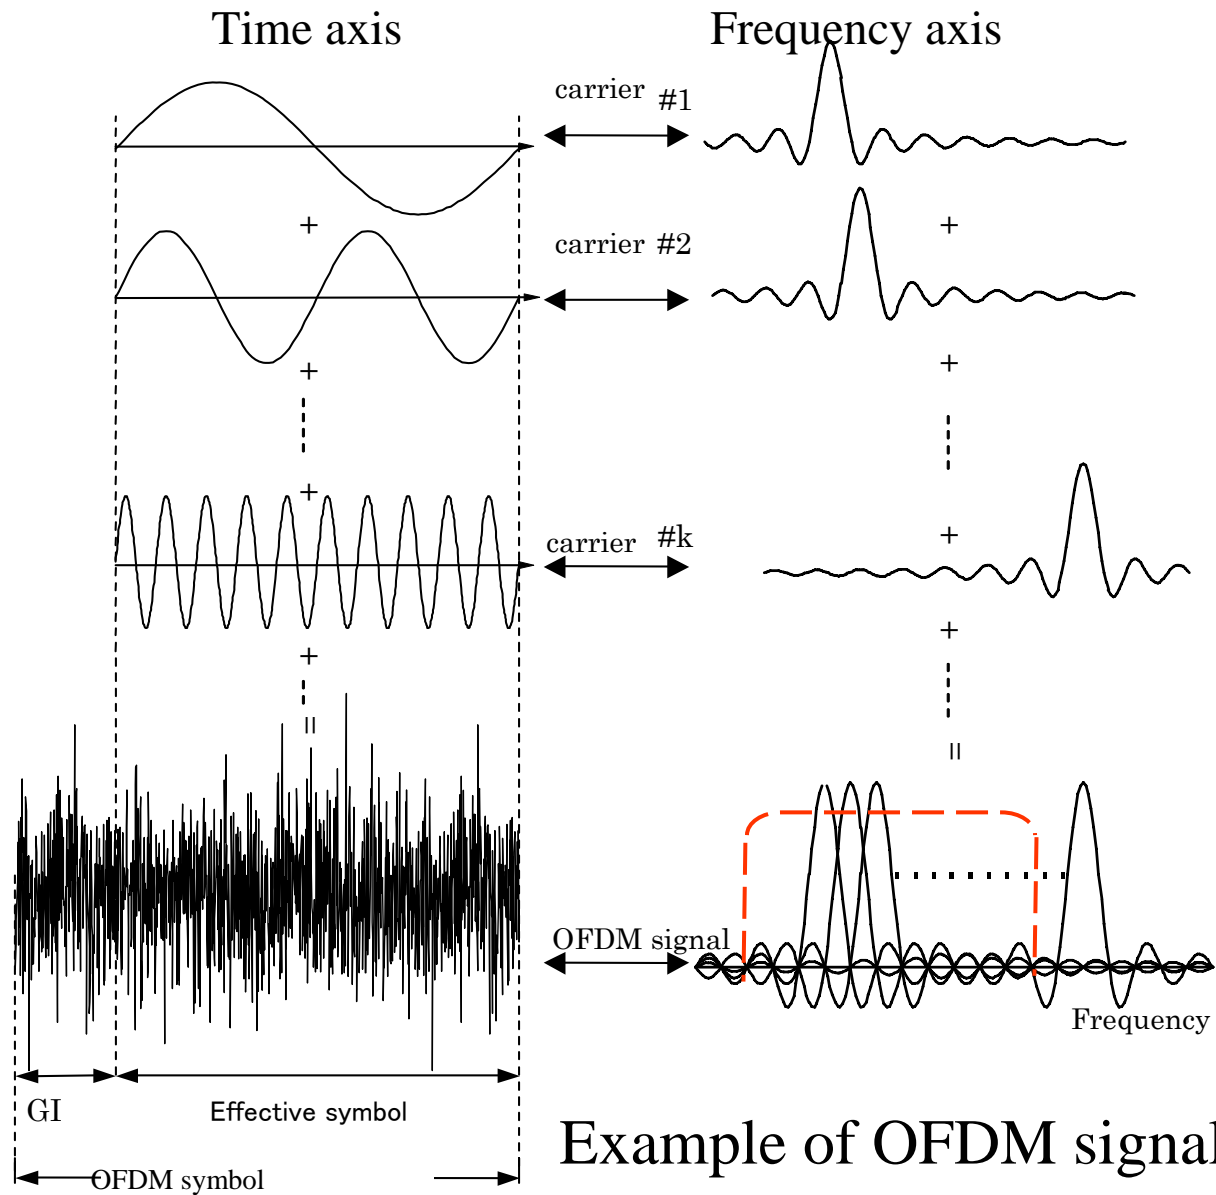 Time axis
Frequency axis
carrier #1
+
+
carrier #2
+
+
+
carrier #k
+
+
+
=
=
OFDM signal
Frequency
GI
Effective symbol
OFDM symbol
Example of OFDM signal